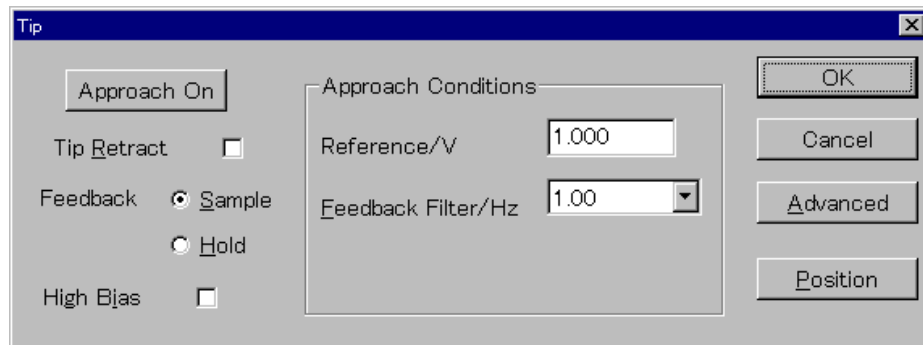 Tip
Approach On
Tip Retract
Feedback
Sample
Hold
High Bias
Approach Conditions
Reference/V
1.000
Feedback Filter/Hz
1.00
OK
Cancel
Advanced
Position